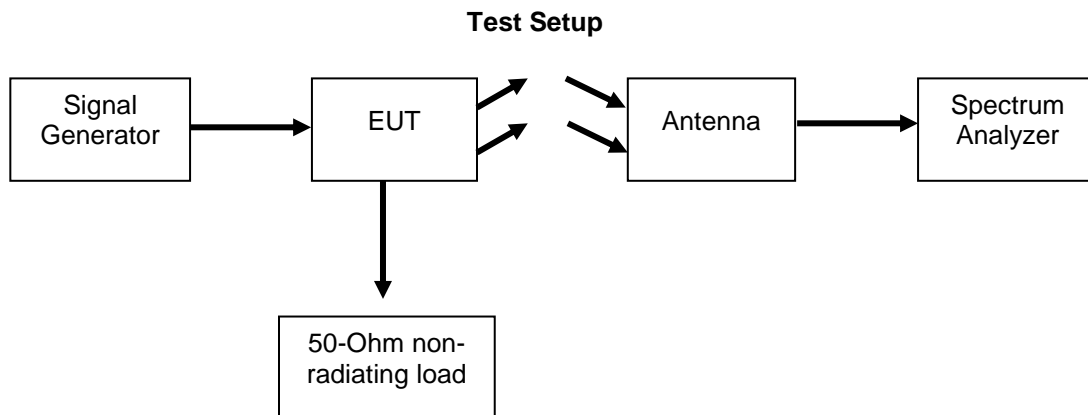 Test Setup
Signal
Generator
EUT
Antenna
Spectrum
Analyzer
50-Ohm non-
radiating load